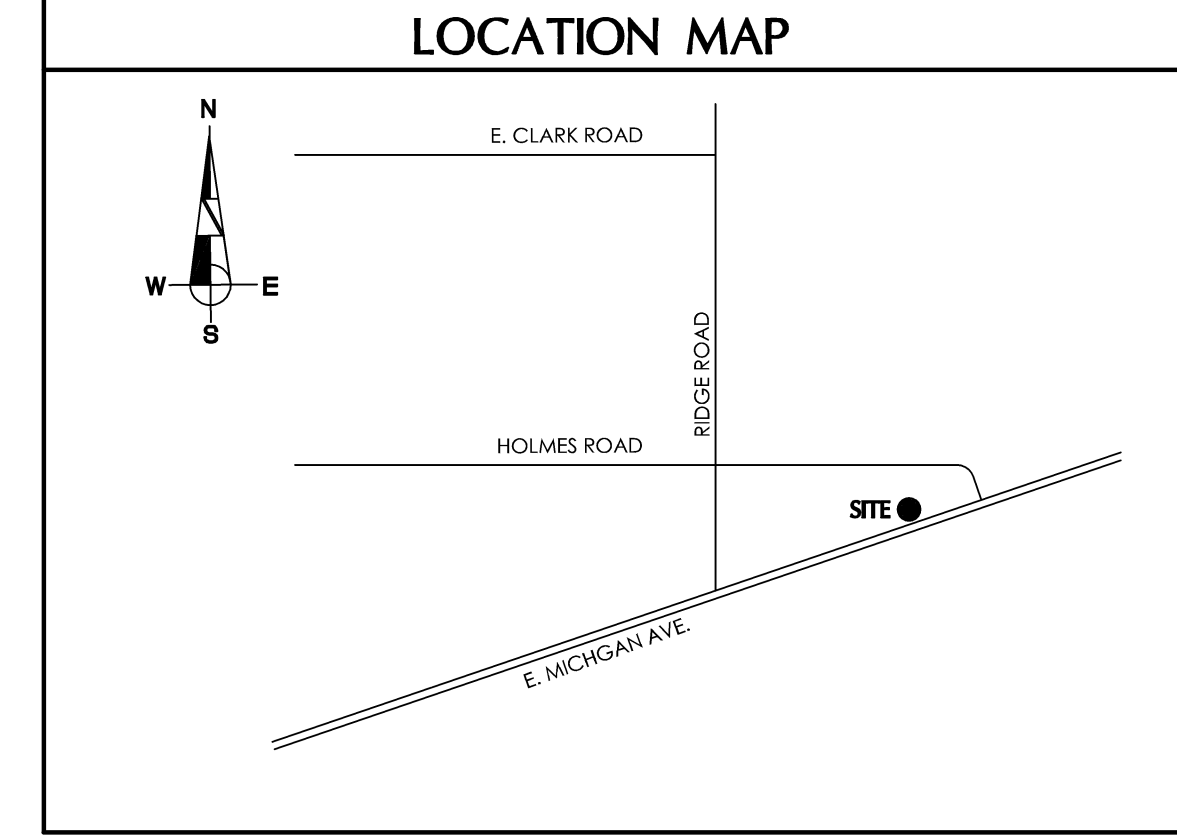 LOCATION MAP
N
E. CLARK ROAD
W
E
S
RIDGE ROAD
HOLMES ROAD
SITE
E. MICHGAN AVE.